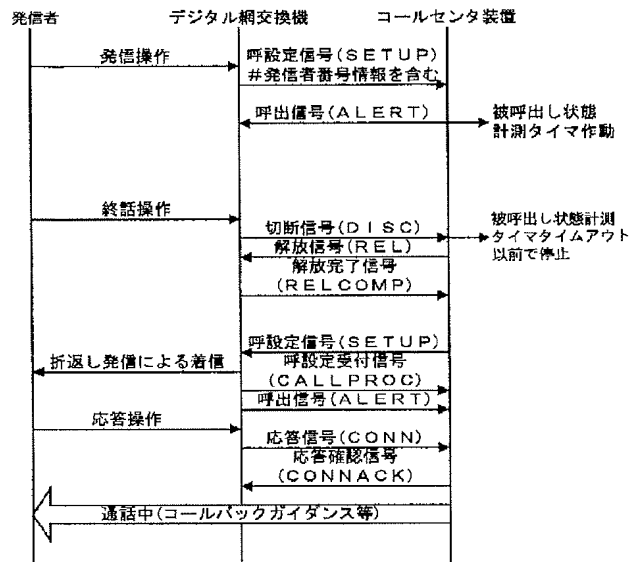 発信者
デジタル網交換機
コールセンタ装置
発信操作
呼設定信号(SETUP)
#発信者番号情報を含む
呼出信号(ALERT)
被呼出し状態
計測タイマ作動
終話操作
切断信号(DISC)
被呼出し状態計測
タイマタイムアウト
以前で停止
解放信号(REL)
解放完了信号
(RELCOMP)
呼設定信号(SETUP)
折返し発信による着信
呼設定受付信号
(CALLPROC)
呼出信号(ALERT)
応答操作
応答信号(CONN)
応答確認信号
(CONNACK)
通話中(コールバックガイダンス等)